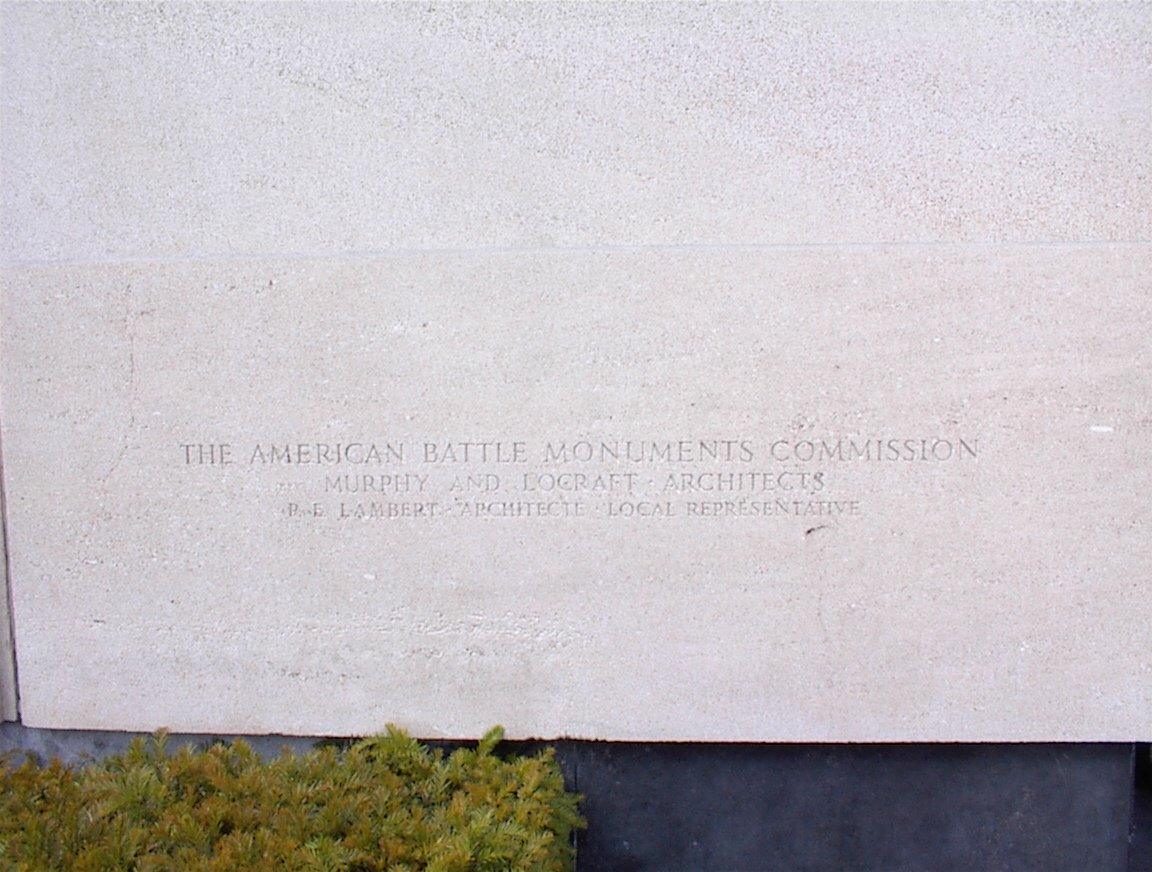 THE AMERICAN BATTLE MONUMENTS COMMISSION
MURPHY AND LOCRAFT · ARCHITECTS
R E LAMBERT · ARCHITECTE · LOCAL REPRESENTATIVE